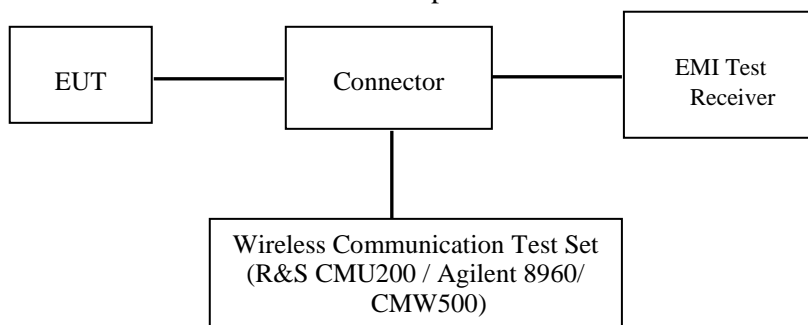 EUT
Connector
EMI Test
Receiver
Wireless Communication Test Set
(R&S CMU200 / Agilent 8960/
CMW500)